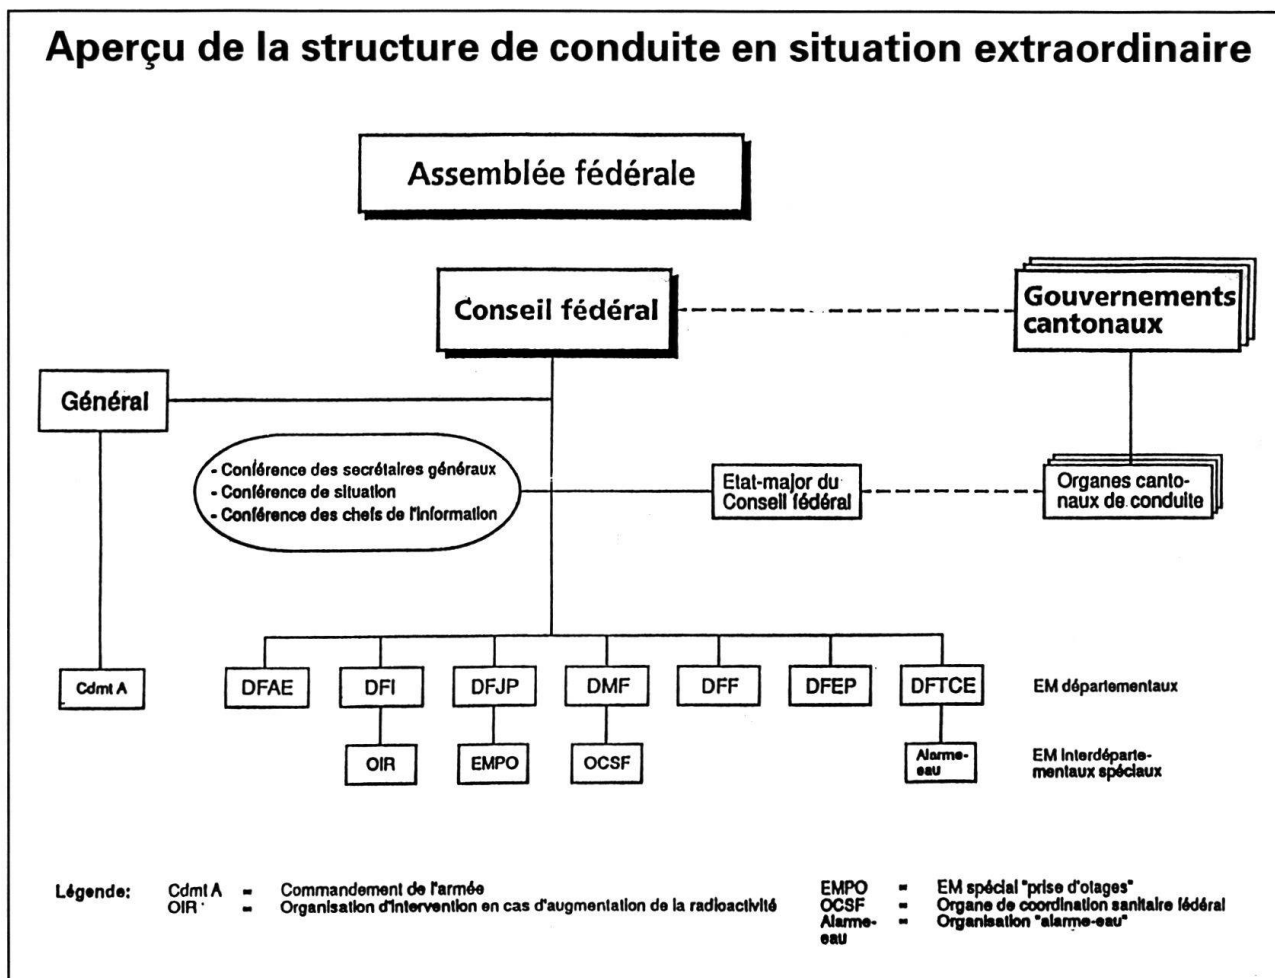 Aperçu de la structure de conduite en situation extraordinaire
Assemblée fédérale
Conseil fédéral
Gouvernements
cantonaux
Général
- Conférence des secrétaires généraux
- Conférence de situation
- Conférence des chefs de l'information
Etat-major du
Conseil fédéral
Organes canto-
naux de conduite
Cdmt A
DFAE
DFI
DFJP
DMF
DFF
DFEP
DFTCE
EM départementaux
OIR
EMPO
OCSF
Alarme-
eau
EM interdéparte-
mentaux spéciaux
Légende:
Cdmt A = Commandement de l'armée
OIR = Organisation d'intervention en cas d'augmentation de la radioactivité
EMPO = EM spécial "prise d'otages"
OCSF = Organe de coordination sanitaire fédéral
Alarme- = Organisation "alarme-eau"
eau